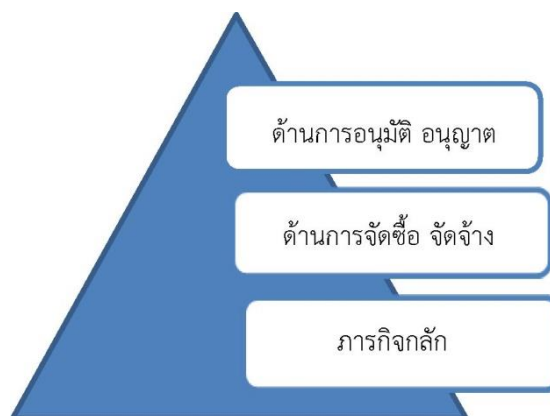 ด้านการอนุมัติ อนุญาต
ด้านการจัดซื้อ จัดจ้าง
ภารกิจกลัก